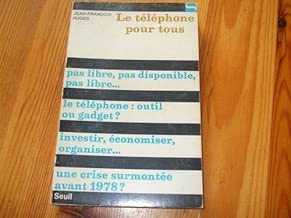 JEAN-FRANÇOIS
RUGES
Le téléphone
pour tous
pas libre, pas disponible,
pas libre...
le téléphone : outil
ou gadget?
investir, économiser,
organiser...
une crise surmontée
avant 1978?
Seuil